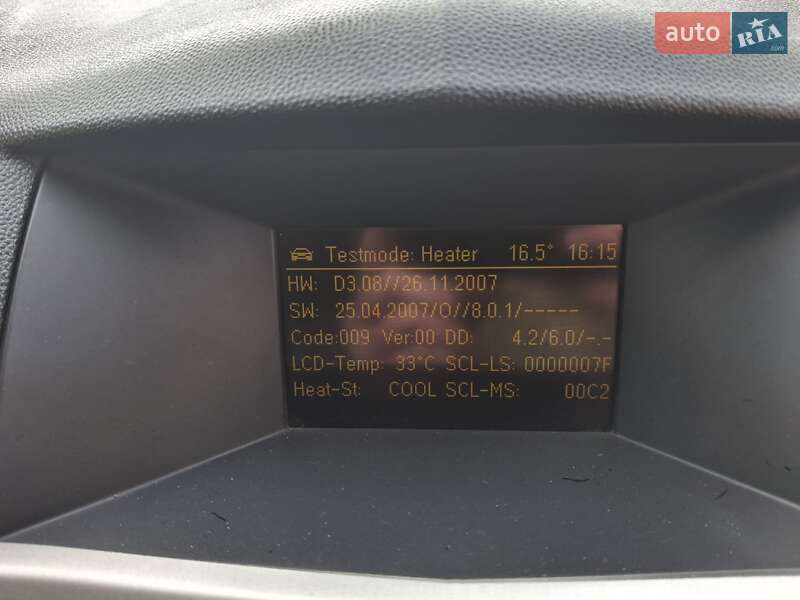 auto RIA .com
Testmode: Heater 16.5° 16:15
HW: D3.08//26.11.2007
SW: 25.04.2007/O//8.0.1/-----
Code:009 Ver:00 DD: 4.2/6.0/-.-
LCD-Temp: 33°C SCL-LS: 0000007F
Heat-St: COOL SCL-MS: 00C2